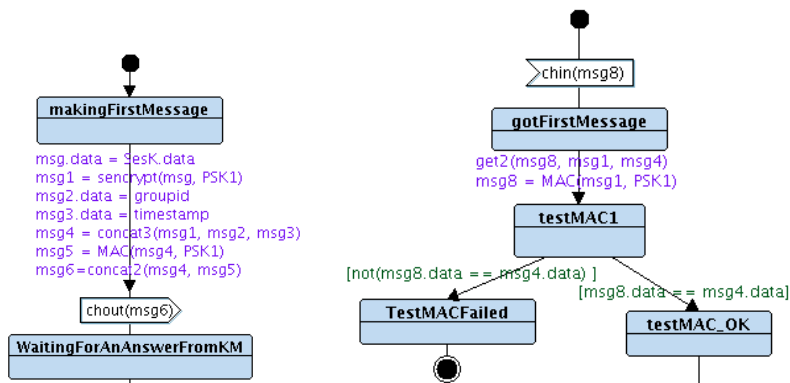 makingFirstMessage
msg.data = SesK.data
msg1 = sencrypt(msg, PSK1)
msg2.data = groupid
msg3.data = timestamp
msg4 = concat3(msg1, msg2, msg3)
msg5 = MAC(msg4, PSK1)
msg6=concat2(msg4, msg5)
chout(msg6)
WaitingForAnAnswerFromKM
chin(msg8)
gotFirstMessage
get2(msg8, msg1, msg4)
msg8 = MAC(msg1, PSK1)
testMAC1
[not(msg8.data == msg4.data) ]
[msg8.data == msg4.data]
TestMACFailed
testMAC_OK